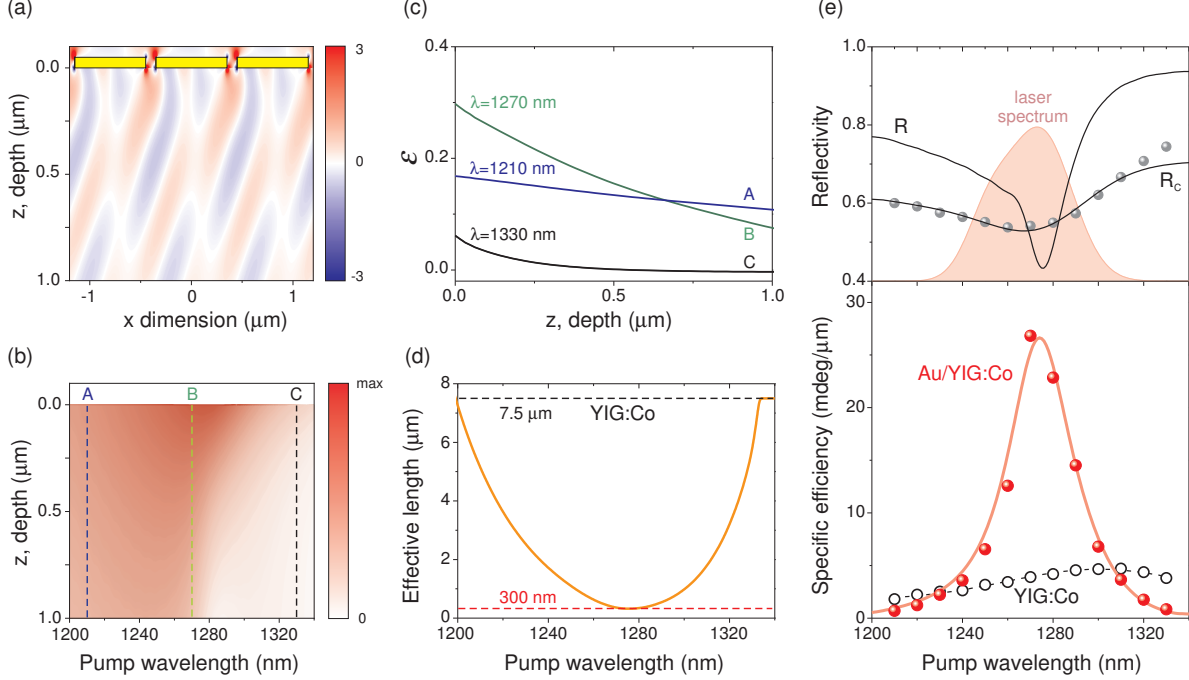 (a)
3
0
-3
0.0
0.5
1.0
z, depth (μm)
-1
0
1
x dimension (μm)
(b)
A
B
C
max
0
0.0
0.5
1.0
z, depth (μm)
1200
1240
1280
1320
Pump wavelength (nm)
(c)
0.4
0.2
0.0
ε
λ=1270 nm
λ=1210 nm
λ=1330 nm
A
B
C
0.0
0.5
1.0
z, depth (μm)
(d)
8
6
4
2
0
Effective length (μm)
7.5 μm
YIG:Co
300 nm
1200
1240
1280
1320
Pump wavelength (nm)
(e)
1.0
0.8
0.6
0.4
Reflectivity
laser
spectrum
R
Rc
30
20
10
0
Specific efficiency (mdeg/μm)
Au/YIG:Co
YIG:Co
1200
1240
1280
1320
Pump wavelength (nm)